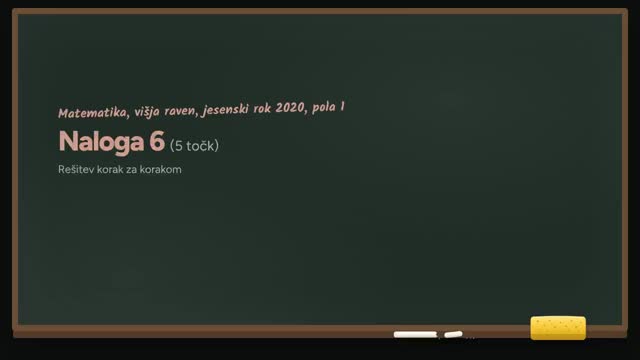 Matematika, višja raven, jesenski rok 2020, pola 1
Naloga 6 (5 točk)
Rešitev korak za korakom